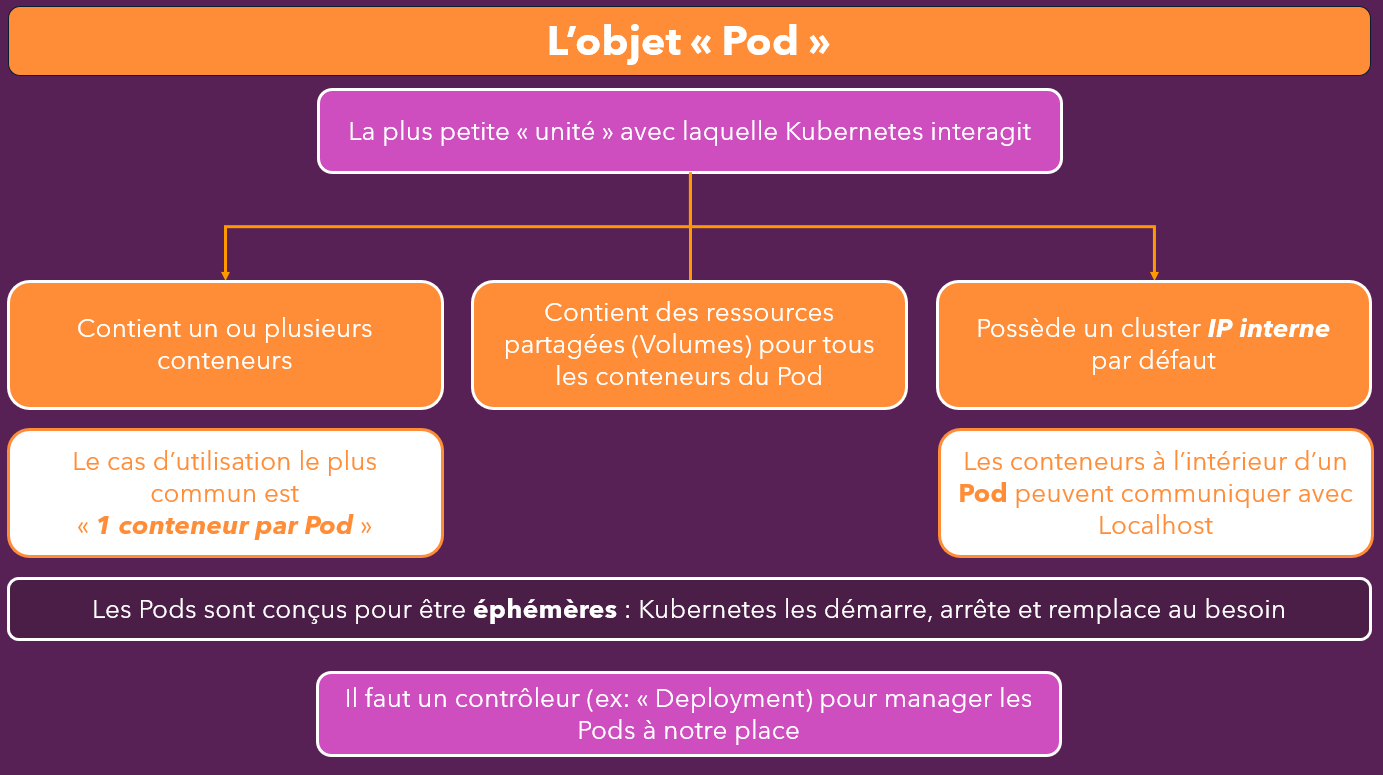 L’objet « Pod »
La plus petite « unité » avec laquelle Kubernetes interagit
Contient un ou plusieurs
conteneurs
Contient des ressources
partagées (Volumes) pour tous
les conteneurs du Pod
Possède un cluster IP interne
par défaut
Le cas d’utilisation le plus
commun est
« 1 conteneur par Pod »
Les conteneurs à l’intérieur d’un
Pod peuvent communiquer avec
Localhost
Les Pods sont conçus pour être éphémères : Kubernetes les démarre, arrête et remplace au besoin
Il faut un contrôleur (ex: « Deployment) pour manager les
Pods à notre place